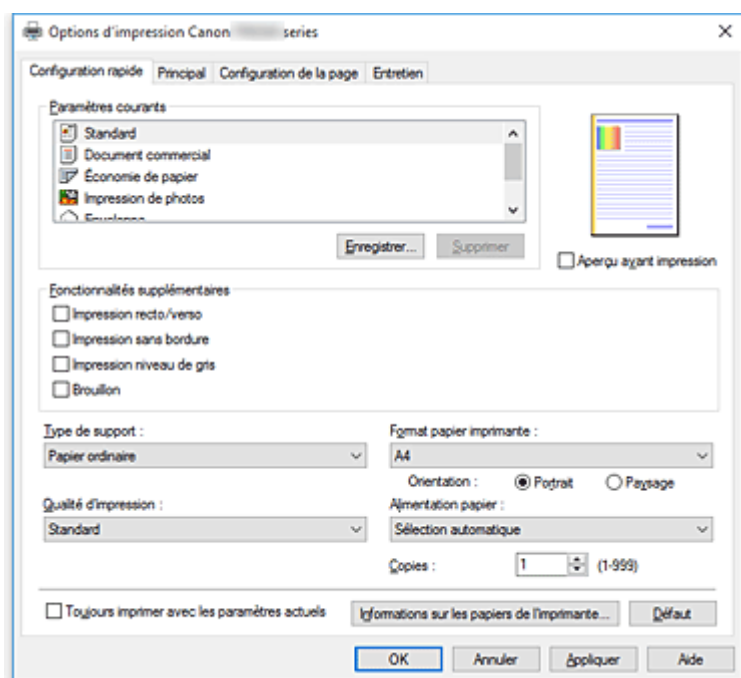 Options d'impression Canon series
Configuration rapide Principal Configuration de la page Entretien
Paramètres courants
Standard
Document commercial
Économie de papier
Impression de photos
Enregistrer... Supprimer
Aperçu avant impression
Fonctionnalités supplémentaires
Impression recto/verso
Impression sans bordure
Impression niveau de gris
Brouillon
Type de support :
Papier ordinaire
Format papier imprimante :
A4
Orientation : Portrait Paysage
Qualité d'impression :
Standard
Alimentation papier :
Sélection automatique
Copies : 1 (1-999)
Toujours imprimer avec les paramètres actuels
Informations sur les papiers de l'imprimante... Défaut
OK Annuler Appliquer Aide